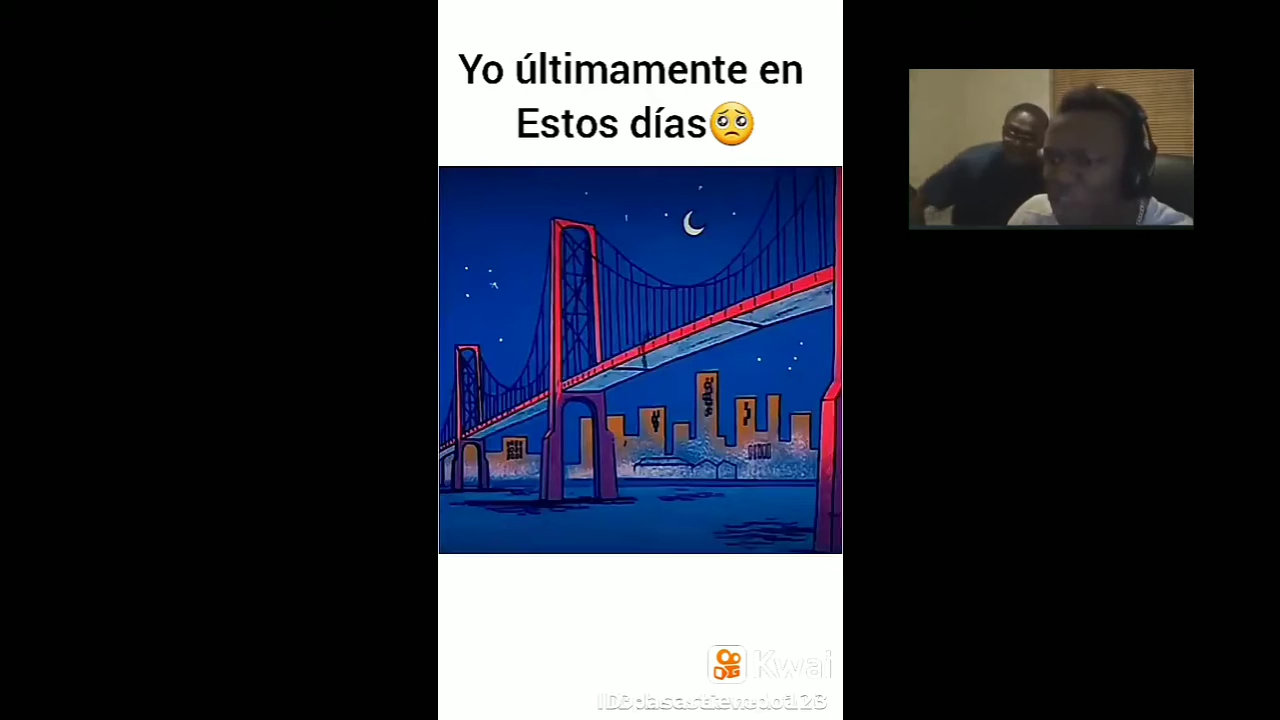 Yo últimamente en
Estos días🥺
Kwai